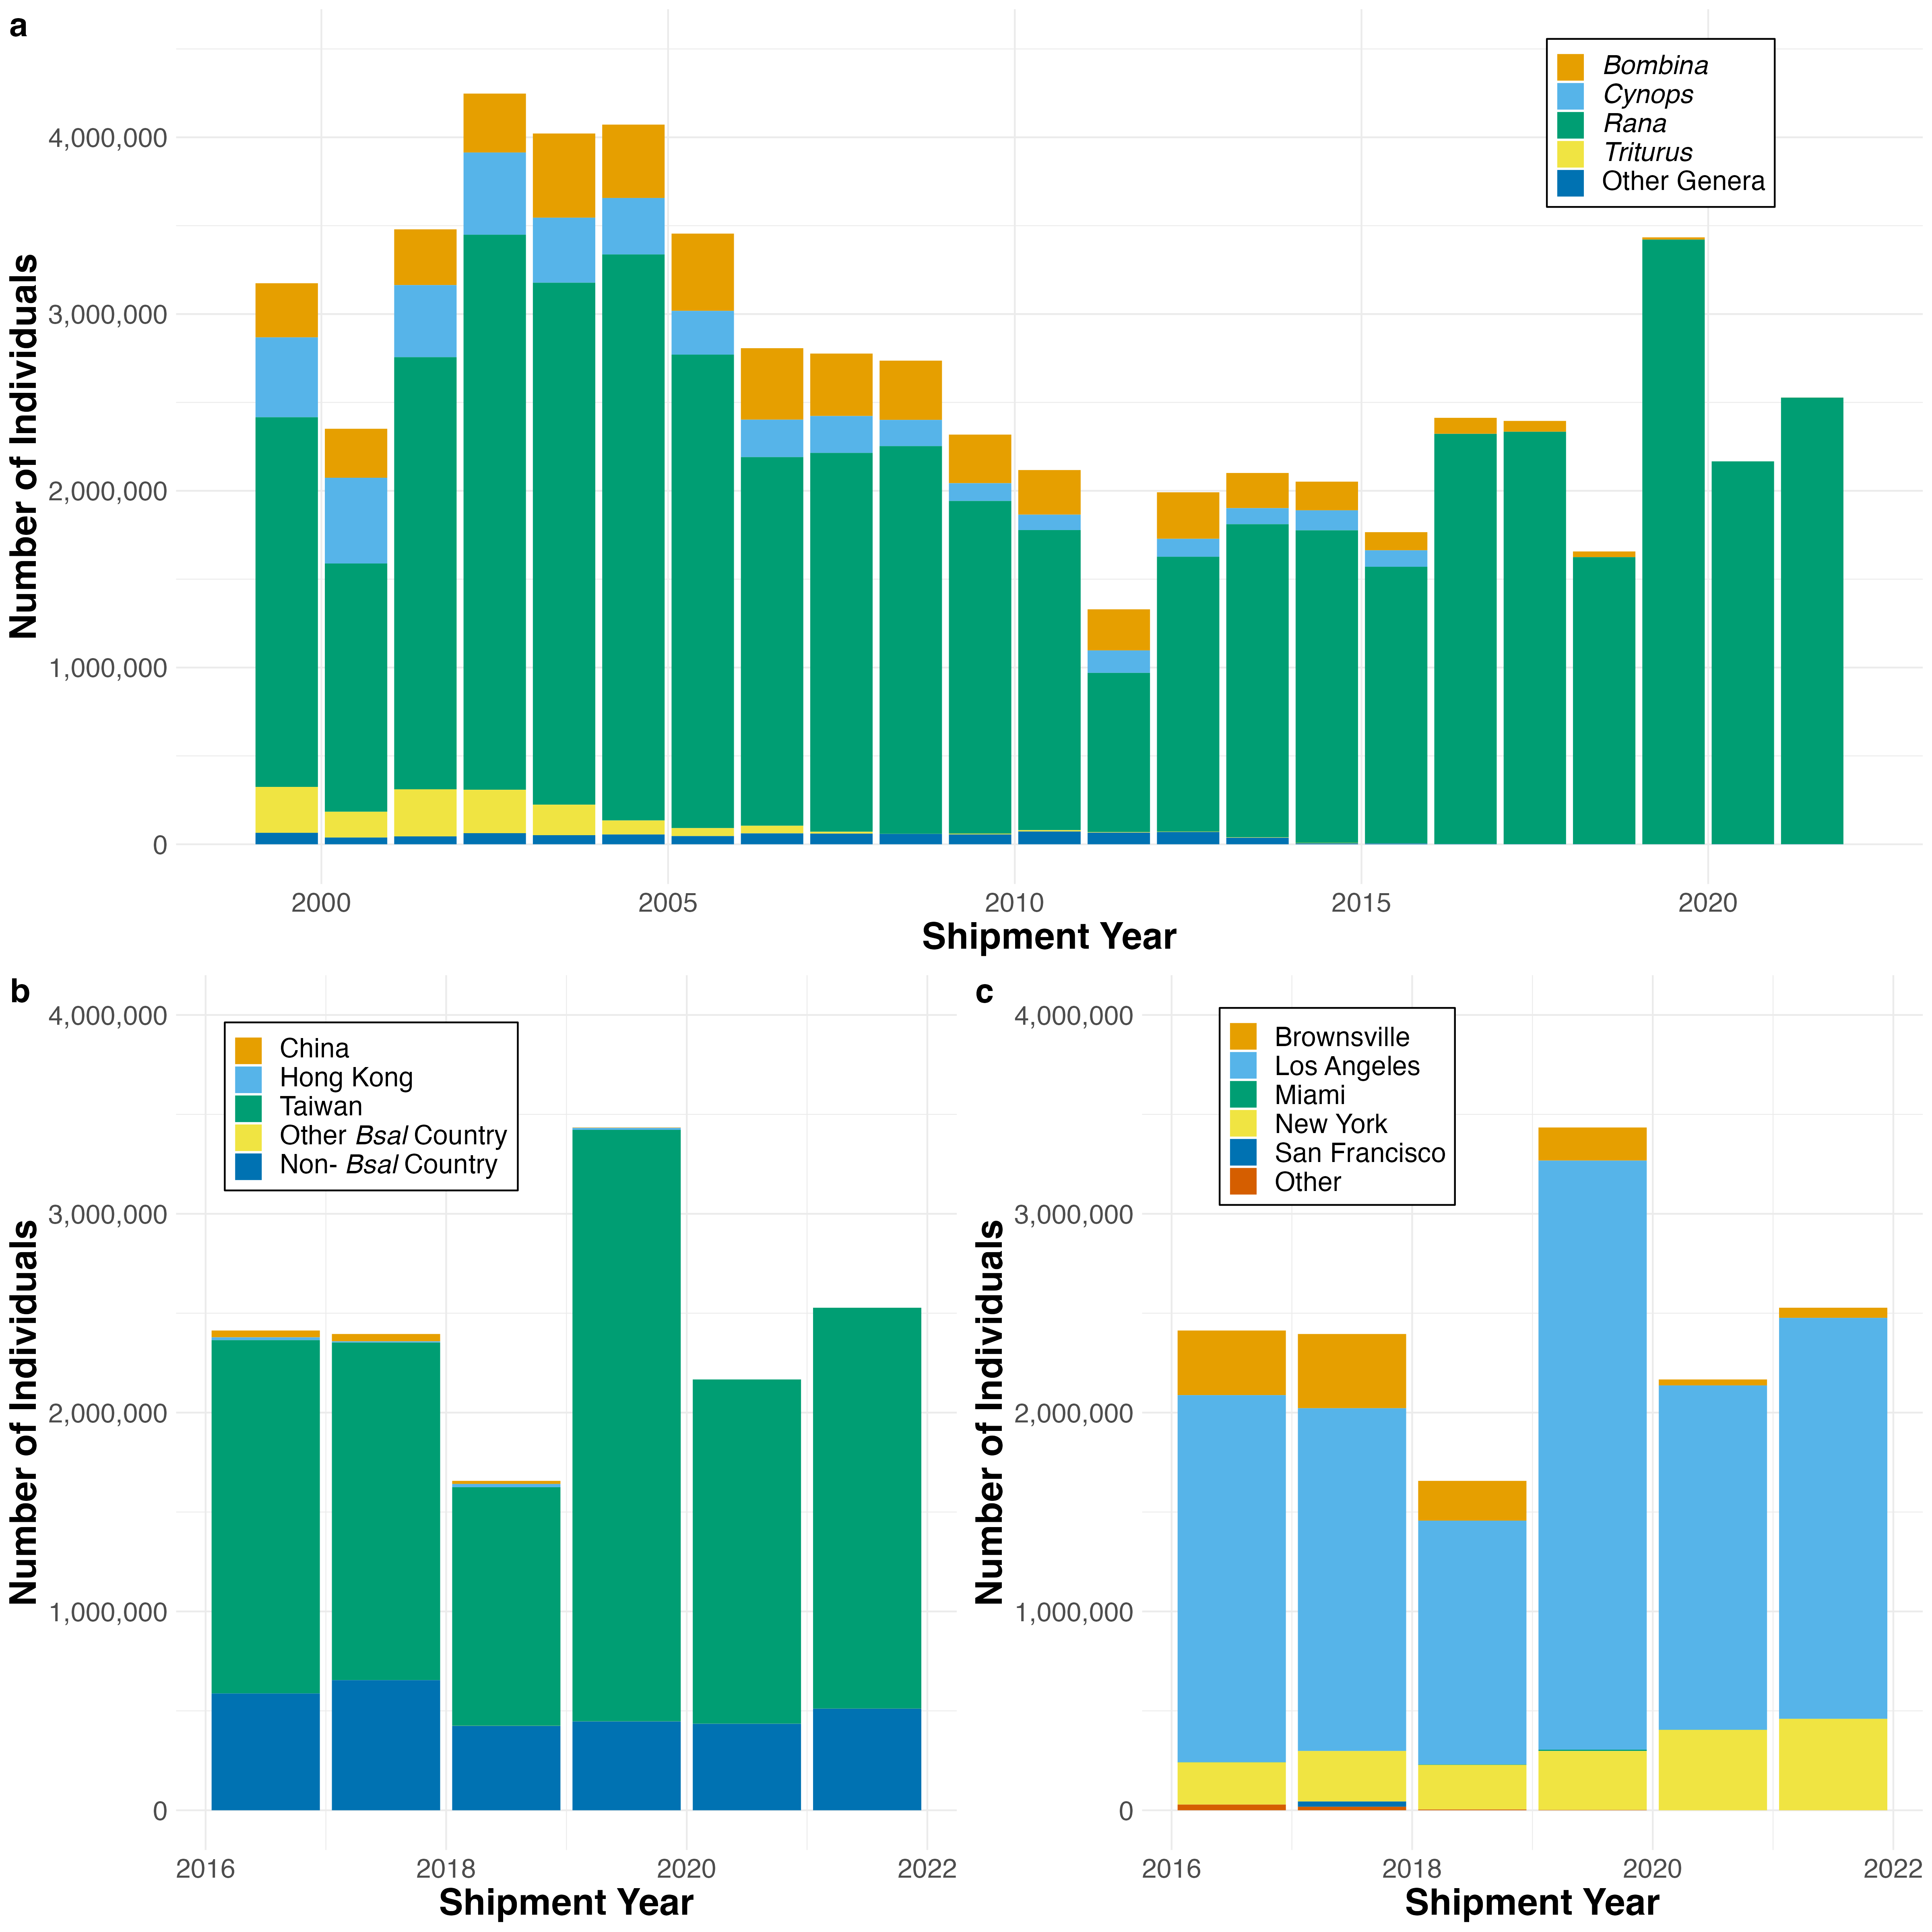 a
Bombina
Cynops
Rana
Triturus
Other Genera
Number of Individuals
4,000,000
3,000,000
2,000,000
1,000,000
0
2000 2005 2010 2015 2020
Shipment Year
b
China
Hong Kong
Taiwan
Other Bsal Country
Non- Bsal Country
Number of Individuals
4,000,000
3,000,000
2,000,000
1,000,000
0
2016 2018 2020 2022
Shipment Year
c
Brownsville
Los Angeles
Miami
New York
San Francisco
Other
Number of Individuals
4,000,000
3,000,000
2,000,000
1,000,000
0
2016 2018 2020 2022
Shipment Year